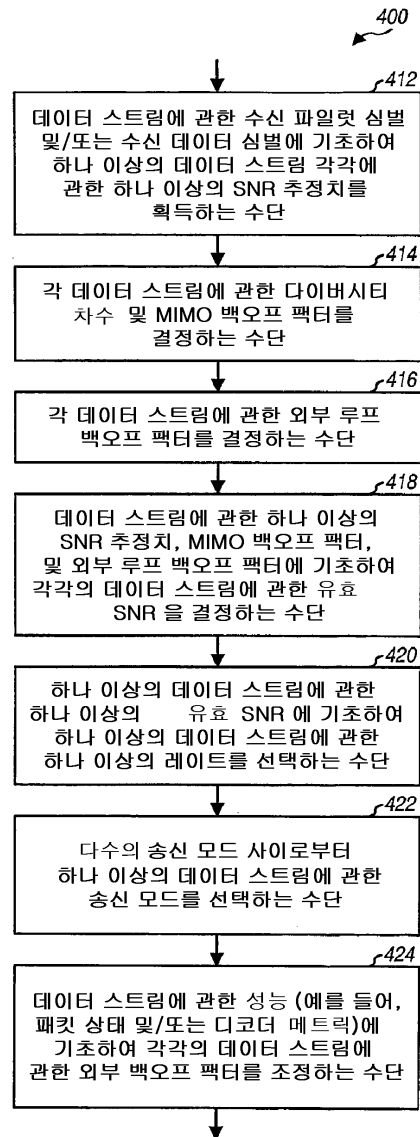 400
412
데이터 스트림에 관한 수신 파일럿 심벌
및/또는 수신 데이터 심벌에 기초하여
하나 이상의 데이터 스트림 각각에
관한 하나 이상의 SNR 추정치를
획득하는 수단
414
각 데이터 스트림에 관한 다이버시티
차수 및 MIMO 백오프 팩터를
결정하는 수단
416
각 데이터 스트림에 관한 외부 루프
백오프 팩터를 결정하는 수단
418
데이터 스트림에 관한 하나 이상의
SNR 추정치, MIMO 백오프 팩터,
및 외부 루프 백오프 팩터에 기초하여
각각의 데이터 스트림에 관한 유효
SNR 을 결정하는 수단
420
하나 이상의 데이터 스트림에 관한
하나 이상의 유효 SNR 에 기초하여
하나 이상의 데이터 스트림에 관한
하나 이상의 레이트를 선택하는 수단
422
다수의 송신 모드 사이로부터
하나 이상의 데이터 스트림에 관한
송신 모드를 선택하는 수단
424
데이터 스트림에 관한 성능 (예를 들어,
패킷 상태 및/또는 디코더 메트릭)에
기초하여 각각의 데이터 스트림에
관한 외부 백오프 팩터를 조정하는 수단